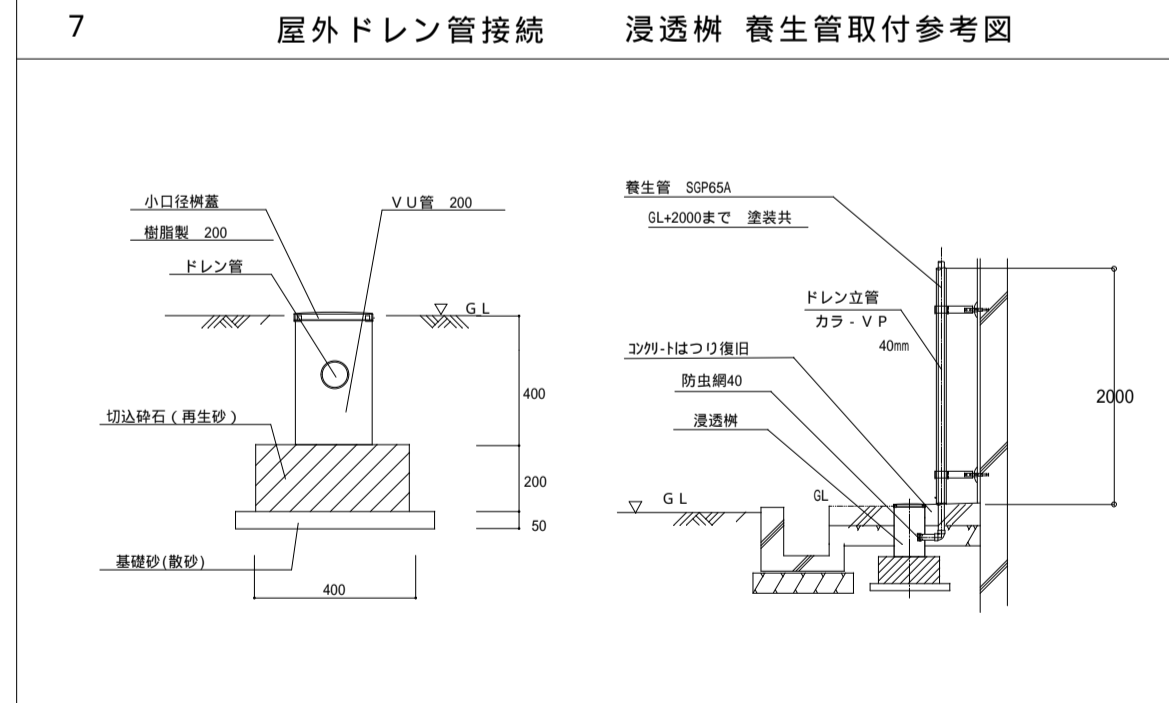 7
屋外ドレン管接続 浸透桝 養生管取付参考図
小口径桝蓋
樹脂製 200
ドレン管
VU管 200
GL
切込砕石(再生砂)
基礎砂(散砂)
400
200
50
400
養生管 SGP65A
GL+2000まで 塗装共
ドレン立管
カラ-VP
40mm
コンクリ-トはつり復旧
防虫網40
浸透桝
GL
GL
2000